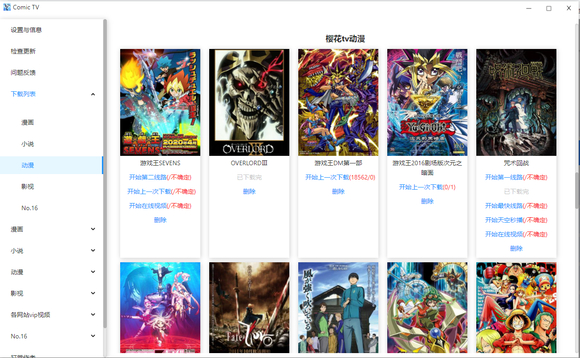 Comic TV
设置与信息
检查更新
问题反馈
下载列表
漫画
小说
动漫
影视
No.16
漫画
小说
动漫
影视
各网站vip视频
No.16
樱花tv动漫
游戏王SEVENS
开始第二线路(/不确定)
开始上一次下载(/不确定)
开始在线视频(/不确定)
删除
OVERLORD
OVERLORDⅢ
已下载完
删除
游戏王DM第一部
开始上一次下载(18562/0)
删除
游戏王2016剧场版次元之
暗面
开始上一次下载(0/1)
删除
咒术回战
开始第一线路(/不确定)
已下载完
开始最快线路(/不确定)
开始天空秒播(/不确定)
开始在线视频(/不确定)
删除